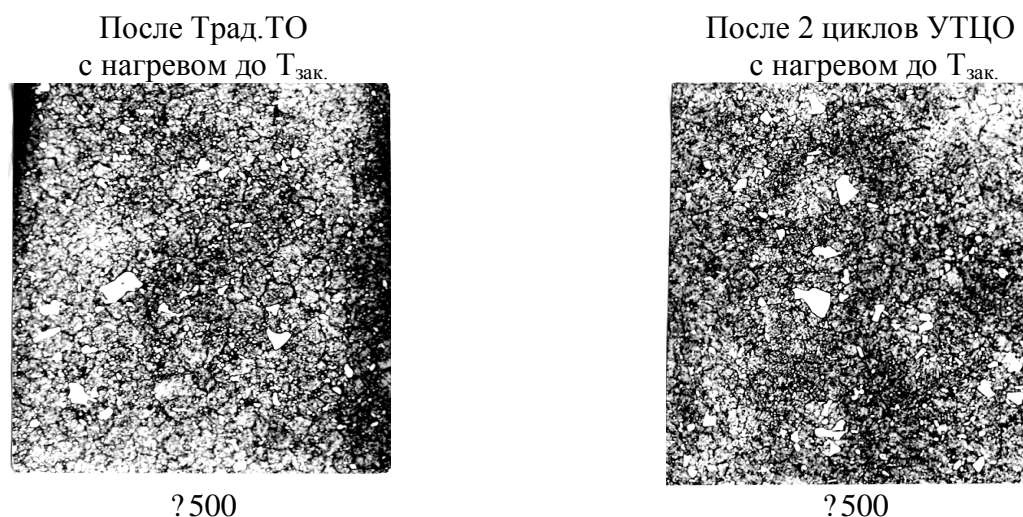 После Трад.ТО
с нагревом до Тзак.
После 2 циклов УТЦО
с нагревом до Тзак.
?500
?500